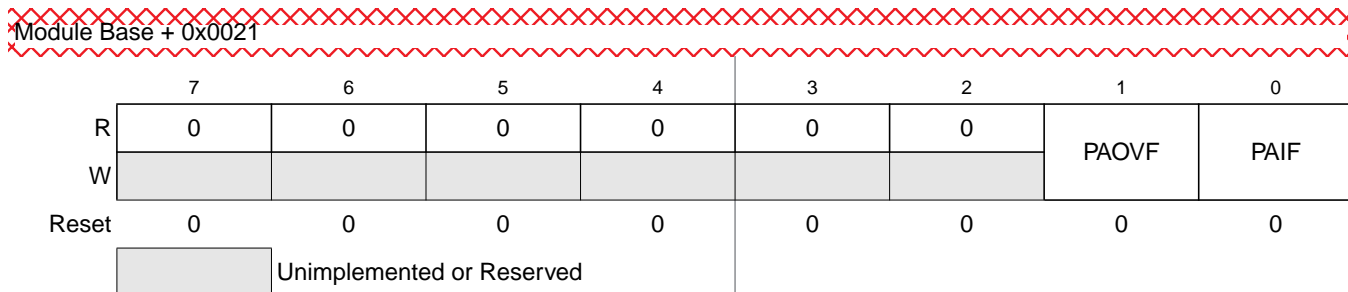 Module Base + 0x0021
7 6 5 4 3 2 1 0
R 0 0 0 0 0 0 PAOVF PAIF
W
Reset 0 0 0 0 0 0 0 0
Unimplemented or Reserved